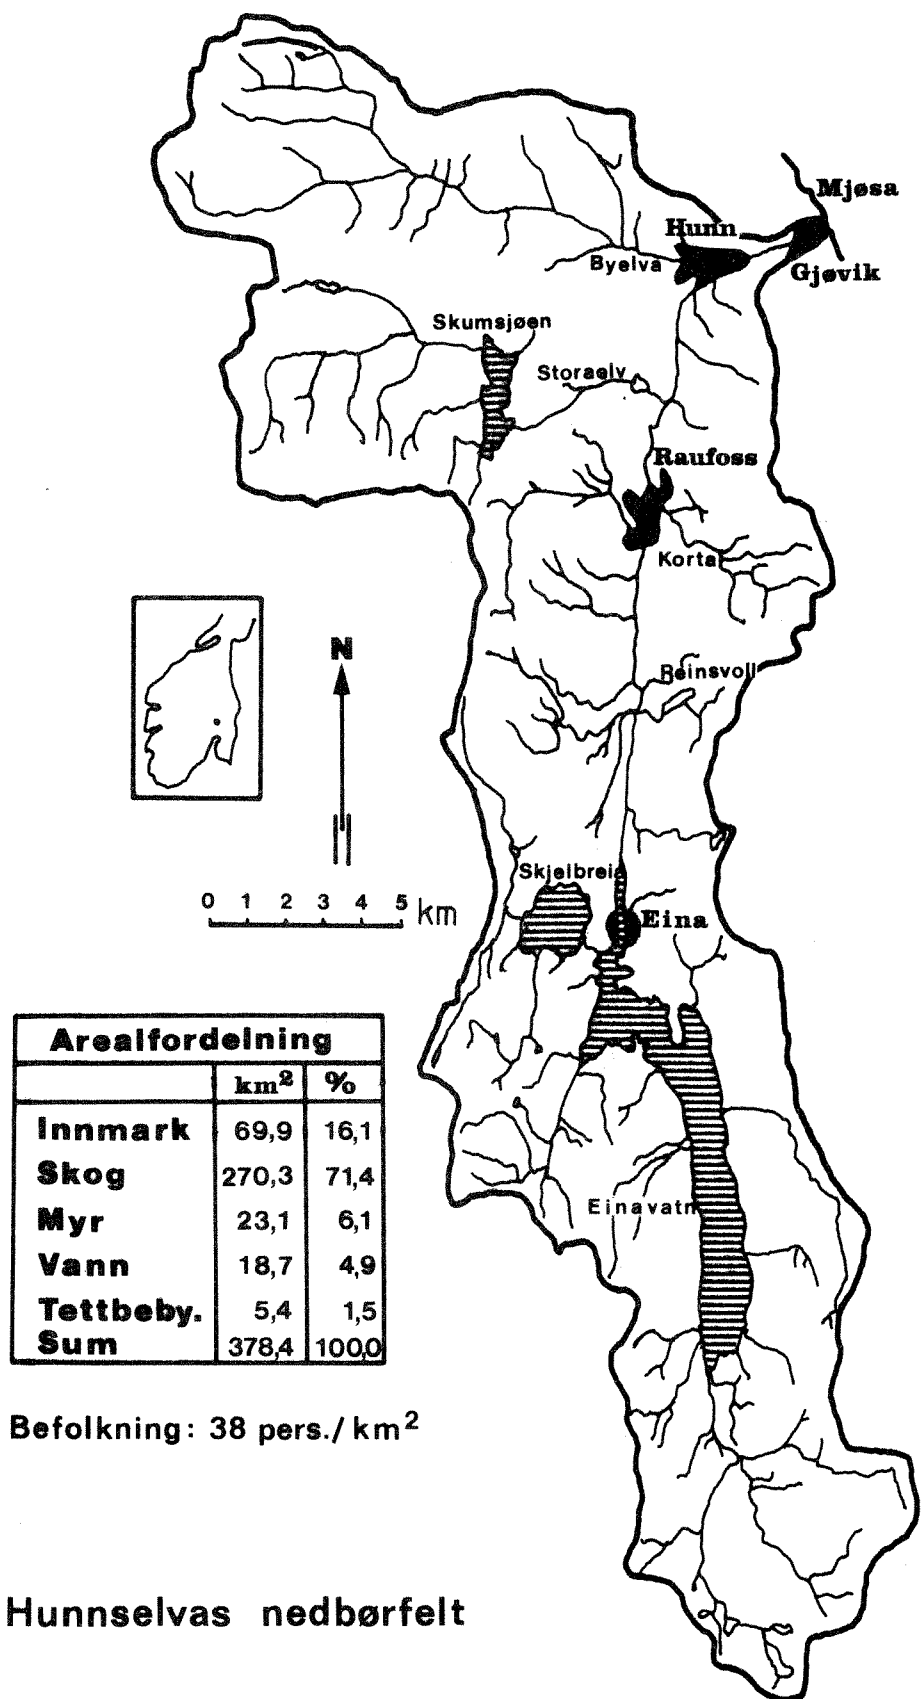 Mjøsa
Hunn
Byelva
Gjøvik
Skumsjøen
Storaelv
Raufoss
Korta
N
Reinsvoll
Skjelbreia
0 1 2 3 4 5 km
Eina
Arealfordelning
km² %
Innmark 69,9 16,1
Skog 270,3 71,4
Myr 23,1 6,1
Vann 18,7 4,9
Tettbeby. 5,4 1,5
Sum 378,4 100,0
Einavatn
Befolkning: 38 pers./km²
Hunnselvas nedbørfelt